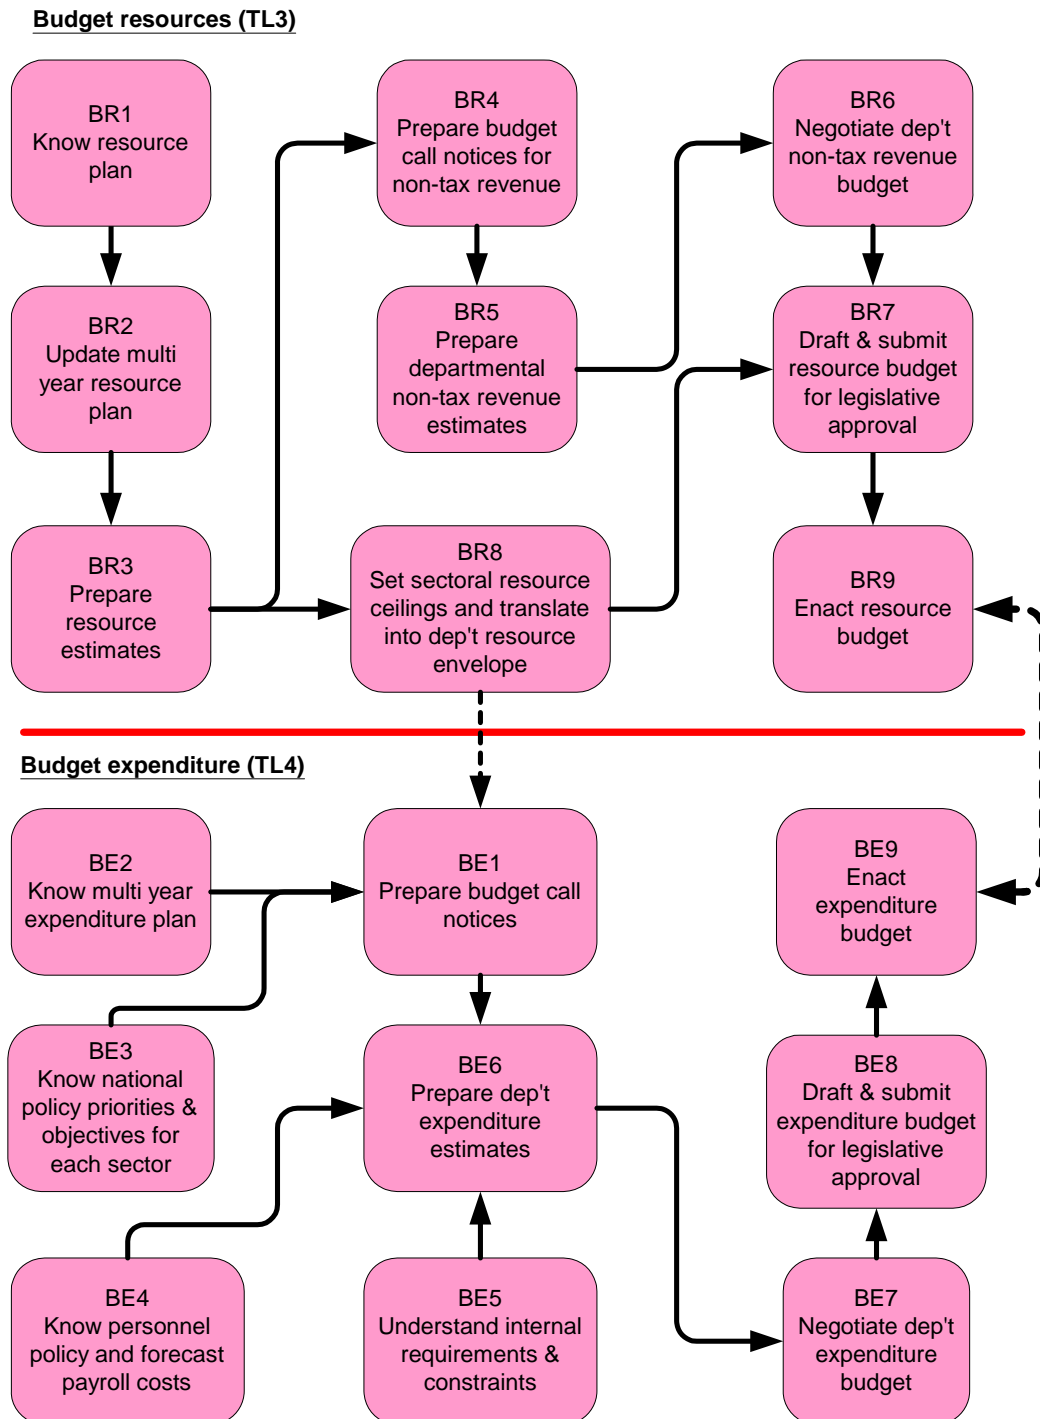 Budget resources (TL3)
BR1
Know resource
plan
BR4
Prepare budget
call notices for
non-tax revenue
BR6
Negotiate dep't
non-tax revenue
budget
BR2
Update multi
year resource
plan
BR5
Prepare
departmental
non-tax revenue
estimates
BR7
Draft & submit
resource budget
for legislative
approval
BR3
Prepare
resource
estimates
BR8
Set sectoral resource
ceilings and translate
into dep't resource
envelope
BR9
Enact resource
budget
Budget expenditure (TL4)
BE2
Know multi year
expenditure plan
BE1
Prepare budget call
notices
BE9
Enact
expenditure
budget
BE3
Know national
policy priorities &
objectives for
each sector
BE6
Prepare dep't
expenditure
estimates
BE8
Draft & submit
expenditure budget
for legislative
approval
BE4
Know personnel
policy and forecast
payroll costs
BE5
Understand internal
requirements &
constraints
BE7
Negotiate dep't
expenditure
budget